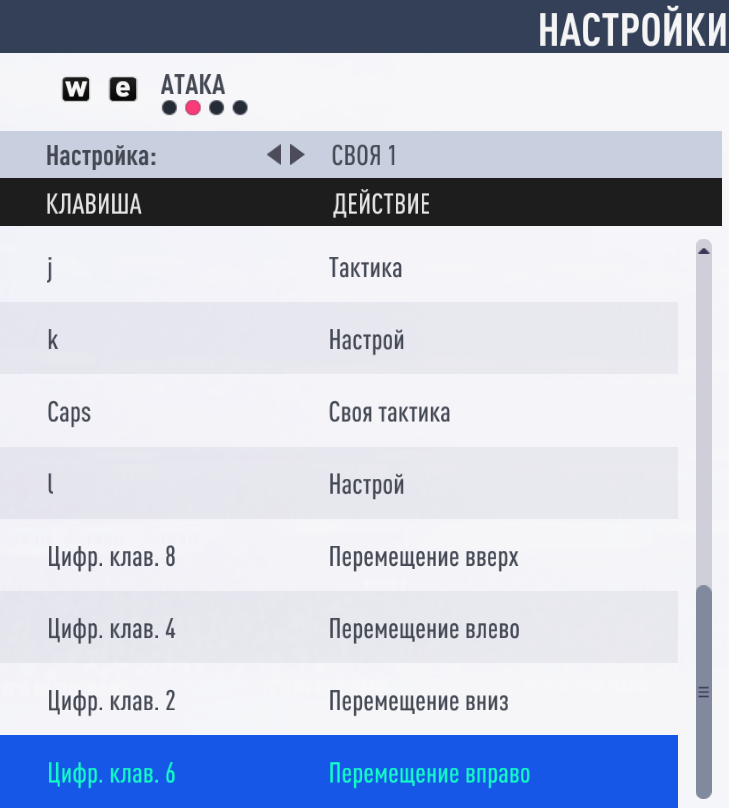 НАСТРОЙКИ
w e АТАКА
Настройка: СВОЯ 1
КЛАВИША ДЕЙСТВИЕ
j Тактика
k Настрой
Caps Своя тактика
l Настрой
Цифр. клав. 8 Перемещение вверх
Цифр. клав. 4 Перемещение влево
Цифр. клав. 2 Перемещение вниз
Цифр. клав. 6 Перемещение вправо